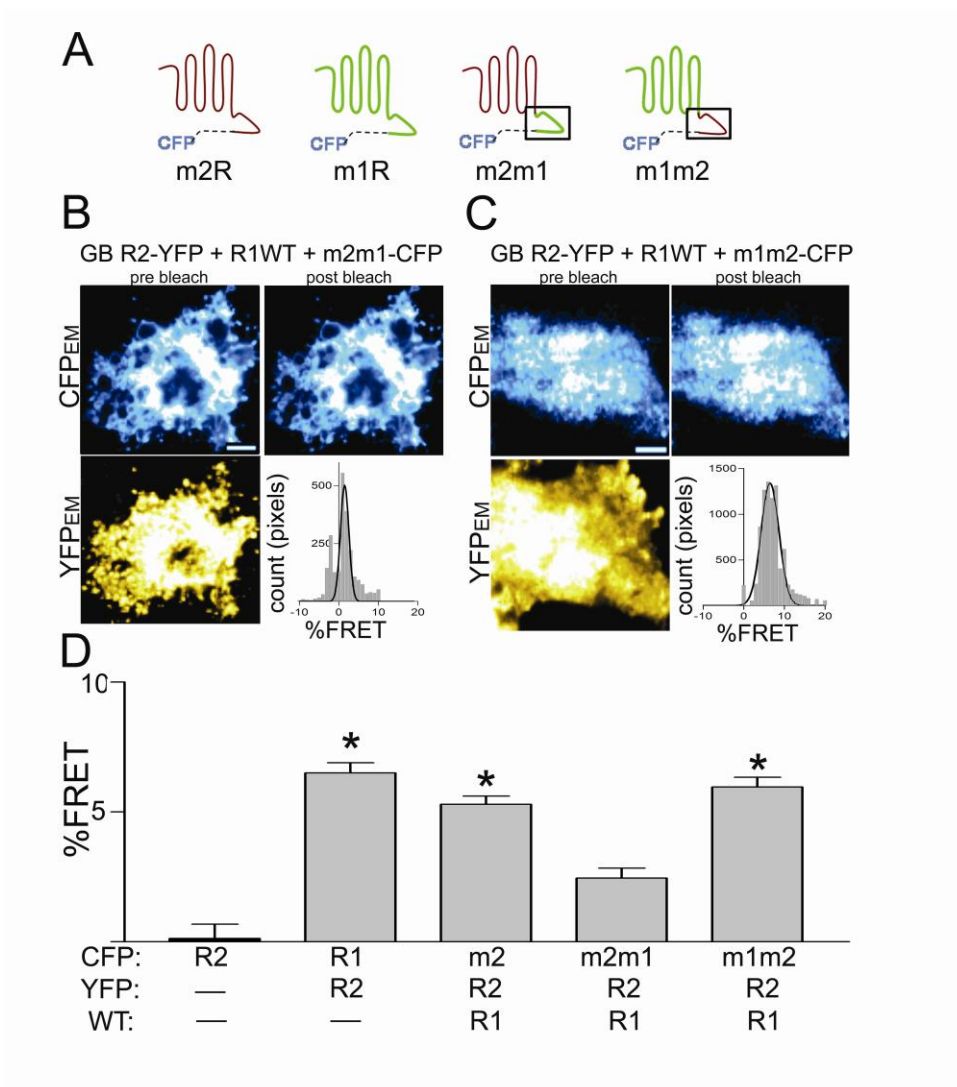 A
CFP CFP CFP CFP
m2R m1R m2m1 m1m2
B
GB R2-YFP + R1WT + m2m1-CFP
pre bleach post bleach
CFPEM
YFPEM
500
250
0
count (pixels)
-10 0 10 20
%FRET
C
GB R2-YFP + R1WT + m1m2-CFP
pre bleach post bleach
CFPEM
YFPEM
1500
1000
500
0
count (pixels)
-10 0 10 20
%FRET
D
10
5
%FRET
* * *
CFP: R2 R1 m2 m2m1 m1m2
YFP: — R2 R2 R2 R2
WT: — — R1 R1 R1